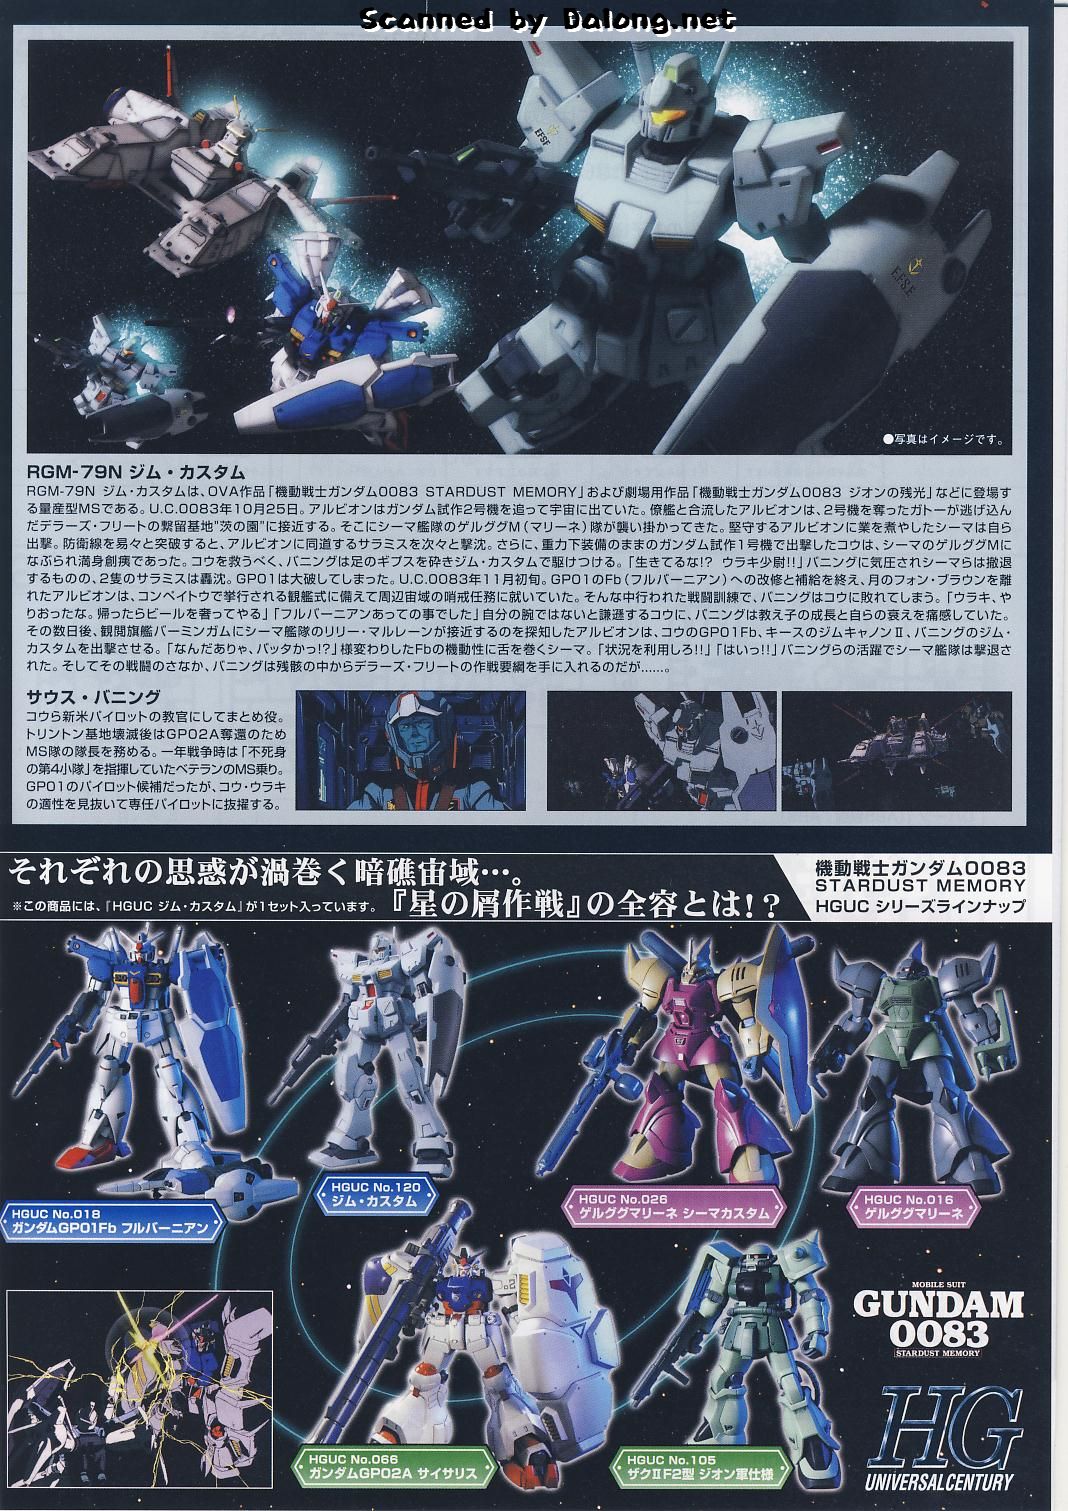 Scanned by Dalong.net
EFSF
E.F.S.F
●写真はイメージです。
RGM-79N ジム・カスタム
RGM-79N ジム・カスタムは、OVA作品「機動戦士ガンダム0083 STARDUST MEMORY」および劇場用作品「機動戦士ガンダム0083 ジオンの残光」などに登場す
る量産型MSである。U.C.0083年10月25日。アルビオンはガンダム試作2号機を追って宇宙に出ていた。僚艦と合流したアルビオンは、2号機を奪ったガトーが逃げ込ん
だデラーズ・フリートの繋留基地"茨の園"に接近する。そこにシーマ艦隊のゲルググM(マリーネ)隊が襲い掛かってきた。堅守するアルビオンに業を煮やしたシーマは自ら
出撃。防衛線を易々と突破すると、アルビオンに同道するサラミスを次々と撃沈。さらに、重力下装備のままのガンダム試作1号機で出撃したコウは、シーマのゲルググMに
なぶられ満身創痍であった。コウを救うべく、バニングは足のギプスを砕きジム・カスタムで駆けつける。「生きてるな!? ウラキ少尉!!」バニングに気圧されシーマらは撤退
するものの、2隻のサラミスは轟沈。GP01は大破してしまった。U.C.0083年11月初旬。GP01のFb(フルバーニアン)への改修と補給を終え、月のフォン・ブラウンを離
れたアルビオンは、コンペイトウで挙行される観艦式に備えて周辺宙域の哨戒任務に就いていた。そんな中行われた戦闘訓練で、バニングはコウに敗れてしまう。「ウラキ、や
りおったな。帰ったらビールを奢ってやる」「フルバーニアンあっての事でした」自分の腕ではないと謙遜するコウに、バニングは教え子の成長と自らの衰えを痛感していた。
その数日後、観閲旗艦バーミンガムにシーマ艦隊のリリー・マルレーンが接近するのを探知したアルビオンは、コウのGP01Fb、キースのジムキャノンⅡ、バニングのジム・
カスタムを出撃させる。「なんだありゃ、バッタかっ!?」様変わりしたFbの機動性に舌を巻くシーマ。「状況を利用しろ!!」「はいっ!!」バニングらの活躍でシーマ艦隊は撃退さ
れた。そしてその戦闘のさなか、バニングは残骸の中からデラーズ・フリートの作戦要綱を手に入れるのだが……。
サウス・バニング
コウら新米パイロットの教官にしてまとめ役。
トリントン基地壊滅後はGP02A奪還のため
MS隊の隊長を務める。一年戦争時は「不死身
の第4小隊」を指揮していたベテランのMS乗り。
GP01のパイロット候補だったが、コウ・ウラキ
の適性を見抜いて専任パイロットに抜擢する。
それぞれの思惑が渦巻く暗礁宙域…。
※この商品には、『HGUC ジム・カスタム』が1セット入っています。
『星の屑作戦』の全容とは!?
機動戦士ガンダム0083
STARDUST MEMORY
HGUC シリーズラインナップ
HGUC No.018
ガンダムGP01Fb フルバーニアン
HGUC No.120
ジム・カスタム
HGUC No.026
ゲルググマリーネ シーマカスタム
HGUC No.016
ゲルググマリーネ
HGUC No.066
ガンダムGP02A サイサリス
HGUC No.105
ザクⅡF2型 ジオン軍仕様
MOBILE SUIT
GUNDAM
0083
STARDUST MEMORY
HG
UNIVERSAL CENTURY